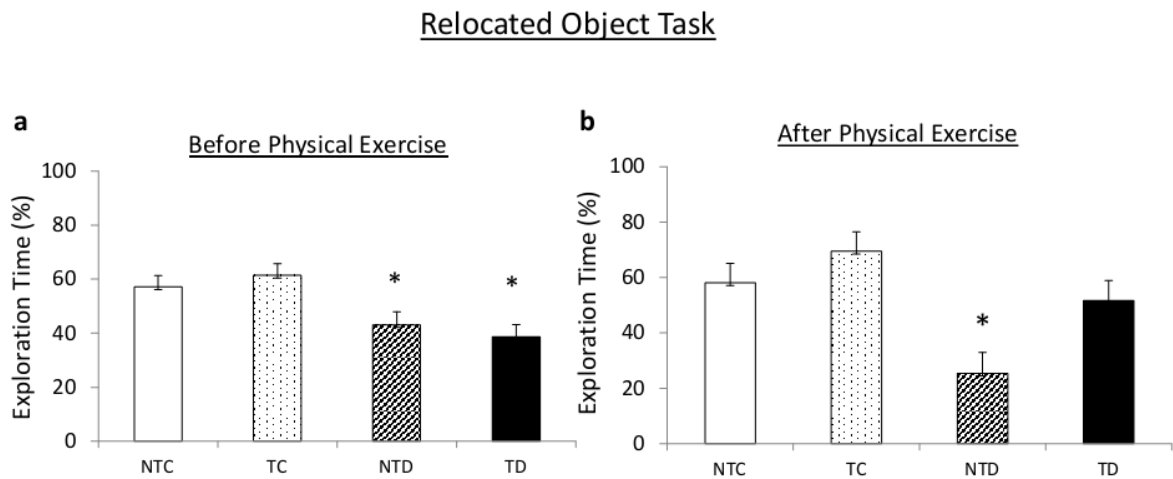 Relocated Object Task
a
Before Physical Exercise
Exploration Time (%)
100
80
60
40
20
0
*
*
NTC TC NTD TD
b
After Physical Exercise
Exploration Time (%)
100
80
60
40
20
0
*
NTC TC NTD TD